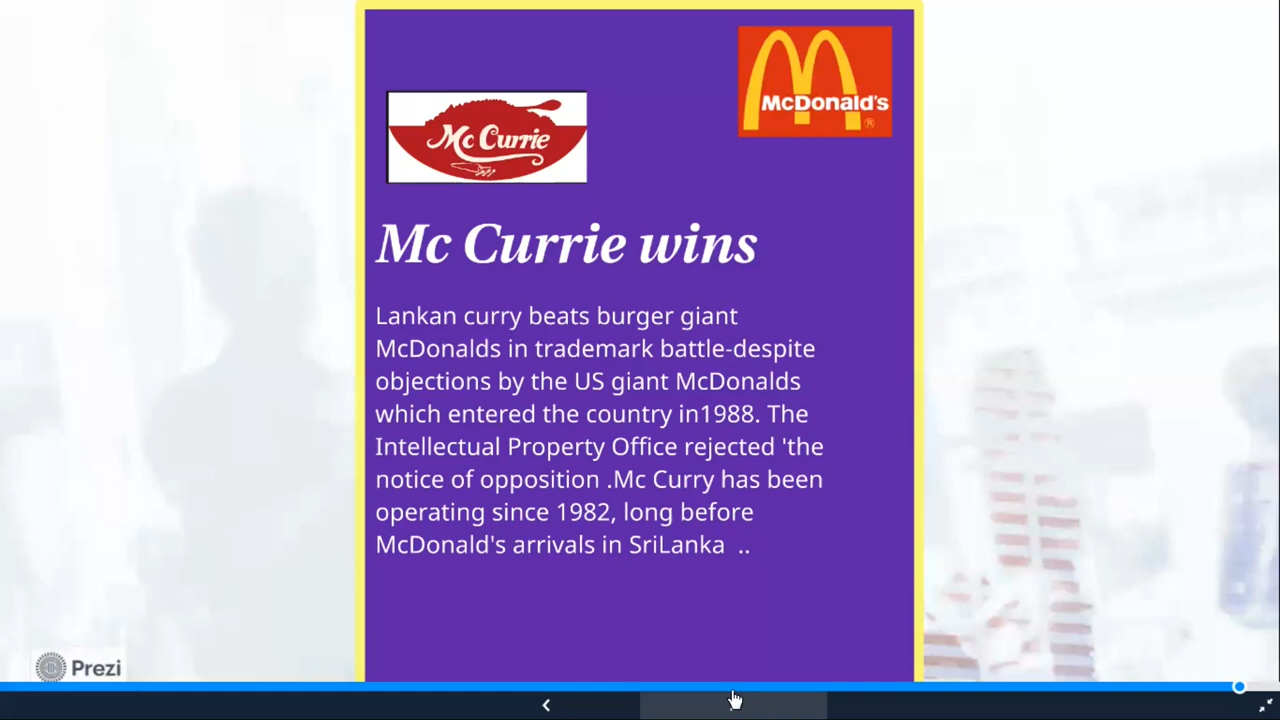 McDonald's
®
Mc Currie
Mc Currie wins
Lankan curry beats burger giant
McDonalds in trademark battle-despite
objections by the US giant McDonalds
which entered the country in1988. The
Intellectual Property Office rejected 'the
notice of opposition .Mc Curry has been
operating since 1982, long before
McDonald's arrivals in SriLanka ..
Prezi